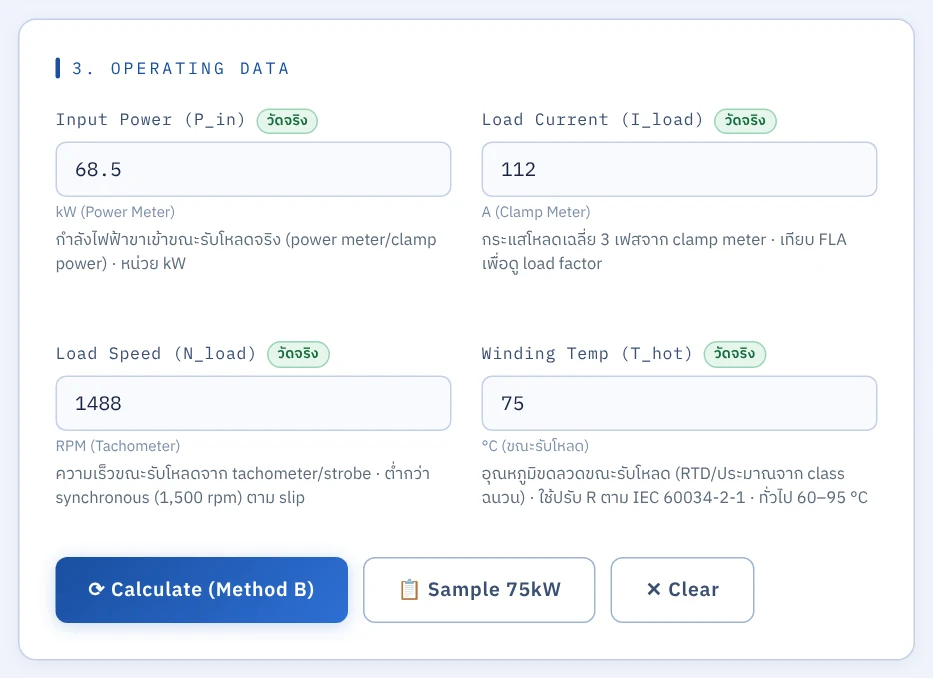 3. OPERATING DATA
Input Power (P_in) วัดจริง
68.5
kW (Power Meter)
กำลังไฟฟ้าขาเข้าขณะรับโหลดจริง (power meter/clamp
power) · หน่วย kW
Load Current (I_load) วัดจริง
112
A (Clamp Meter)
กระแสโหลดเฉลี่ย 3 เฟสจาก clamp meter · เทียบ FLA
เพื่อดู load factor
Load Speed (N_load) วัดจริง
1488
RPM (Tachometer)
ความเร็วขณะรับโหลดจาก tachometer/strobe · ต่ำกว่า
synchronous (1,500 rpm) ตาม slip
Winding Temp (T_hot) วัดจริง
75
°C (ขณะรับโหลด)
อุณหภูมิขดลวดขณะรับโหลด (RTD/ประมาณจาก class
ฉนวน) · ใช้ปรับ R ตาม IEC 60034-2-1 · ทั่วไป 60–95 °C
⟳ Calculate (Method B)
📋 Sample 75kW
✕ Clear